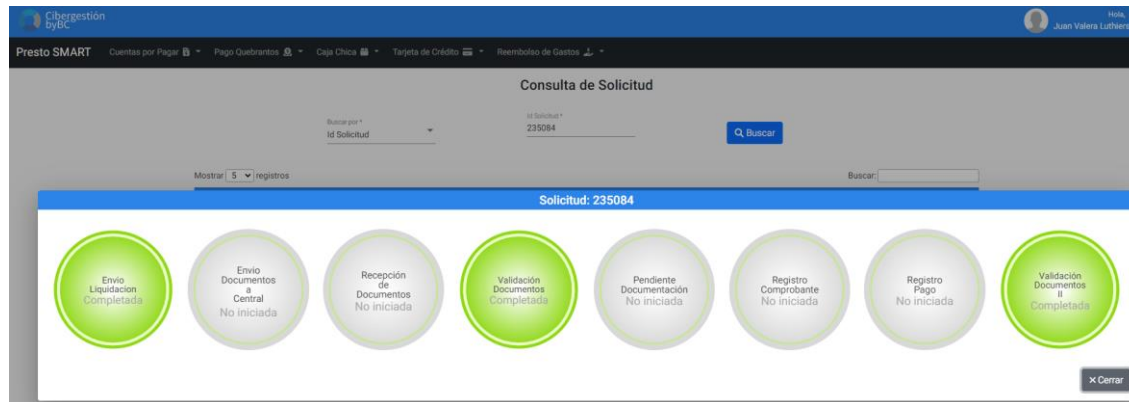 Cibergestión
byBC
Hola,
Juan Valera Luthiers
Presto SMART Cuentas por Pagar Pago Quebrantos Caja Chica Tarjeta de Crédito Reembolso de Gastos
Consulta de Solicitud
Buscar por *
Id Solicitud
Id Solicitud *
235084
Buscar
Mostrar 5 registros
Buscar:
Solicitud: 235084
Envio
Liquidacion
Completada
Envio
Documentos
a
Central
No iniciada
Recepción
de
Documentos
No iniciada
Validación
Documentos
Completada
Pendiente
Documentación
No iniciada
Registro
Comprobante
No iniciada
Registro
Pago
No iniciada
Validación
Documentos
II
Completada
× Cerrar